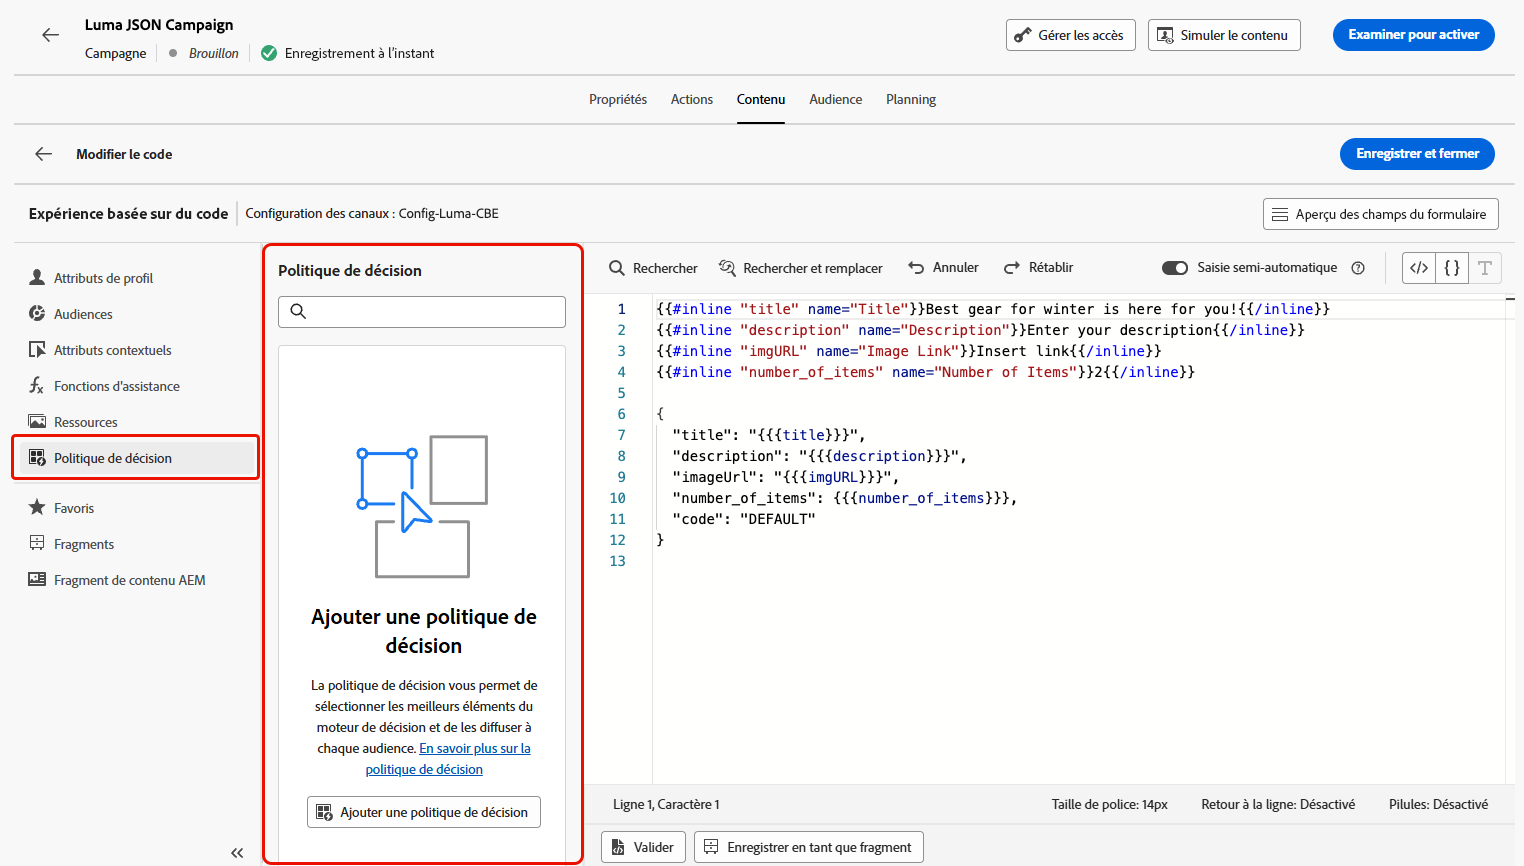 Luma JSON Campaign
Campagne
Brouillon
Enregistrement à l'instant
Gérer les accès
Simuler le contenu
Examiner pour activer
Propriétés
Actions
Contenu
Audience
Planning
Modifier le code
Enregistrer et fermer
Expérience basée sur du code
Configuration des canaux : Config-Luma-CBE
Aperçu des champs du formulaire
Attributs de profil
Audiences
Attributs contextuels
Fonctions d'assistance
Ressources
Politique de décision
Favoris
Fragments
Fragment de contenu AEM
Politique de décision
Ajouter une politique de
décision
La politique de décision vous permet de
sélectionner les meilleurs éléments du
moteur de décision et de les diffuser à
chaque audience. En savoir plus sur la
politique de décision
Ajouter une politique de décision
Rechercher
Rechercher et remplacer
Annuler
Rétablir
Saisie semi-automatique
1 {{#inline "title" name="Title"}}Best gear for winter is here for you!{{/inline}}
2 {{#inline "description" name="Description"}}Enter your description{{/inline}}
3 {{#inline "imgURL" name="Image Link"}}Insert link{{/inline}}
4 {{#inline "number_of_items" name="Number of Items"}}2{{/inline}}
5
6 {
7 "title": "{{{title}}}",
8 "description": "{{{description}}}",
9 "imageUrl": "{{{imgURL}}}",
10 "number_of_items": {{{number_of_items}}},
11 "code": "DEFAULT"
12 }
13
Ligne 1, Caractère 1
Taille de police: 14px
Retour à la ligne: Désactivé
Pilules: Désactivé
Valider
Enregistrer en tant que fragment